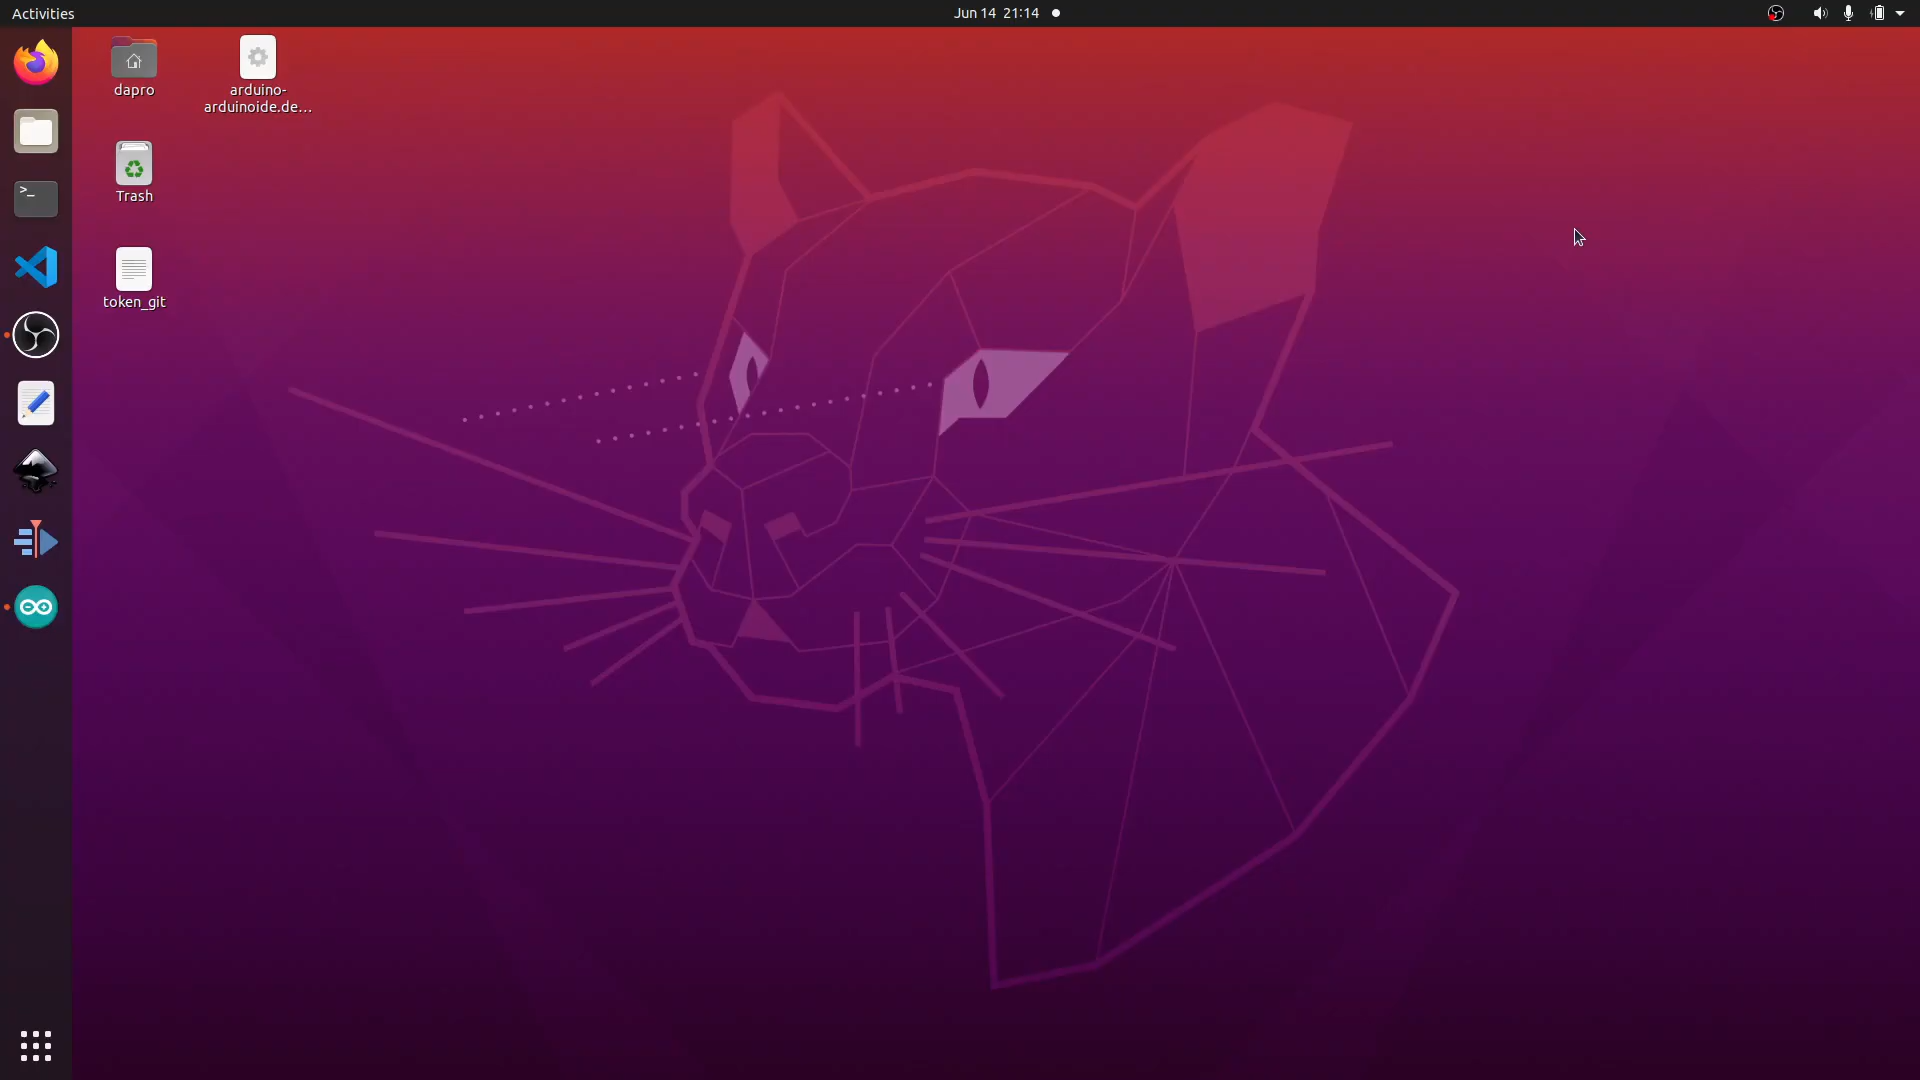 Activities
Jun 14 21:14
dapro
arduino-
arduinoide.de...
Trash
token_git
>_